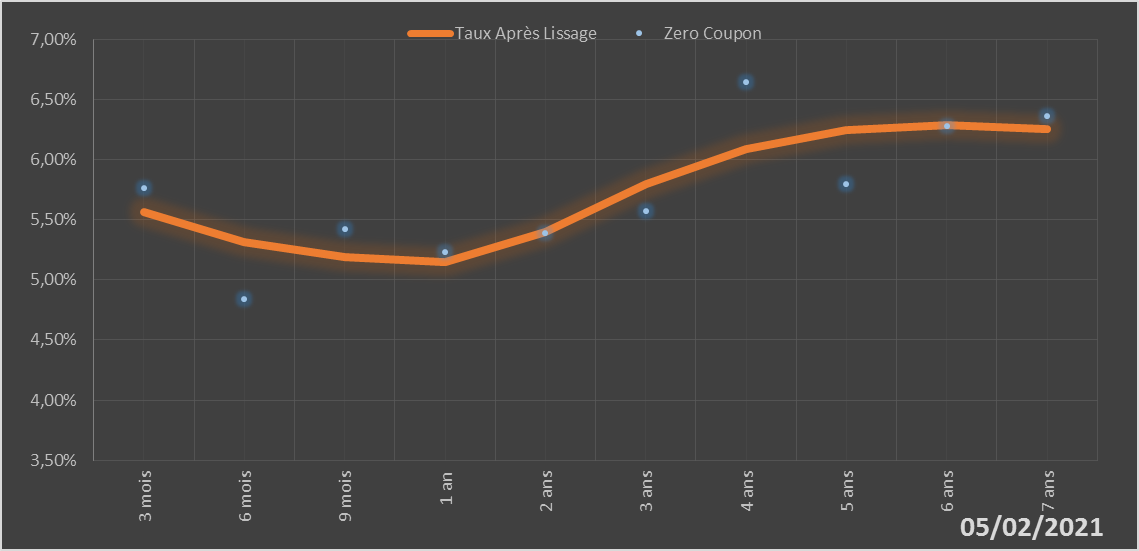 Taux Après Lissage Zero Coupon
7,00%
6,50%
6,00%
5,50%
5,00%
4,50%
4,00%
3,50%
3 mois
6 mois
9 mois
1 an
2 ans
3 ans
4 ans
5 ans
6 ans
7 ans
05/02/2021